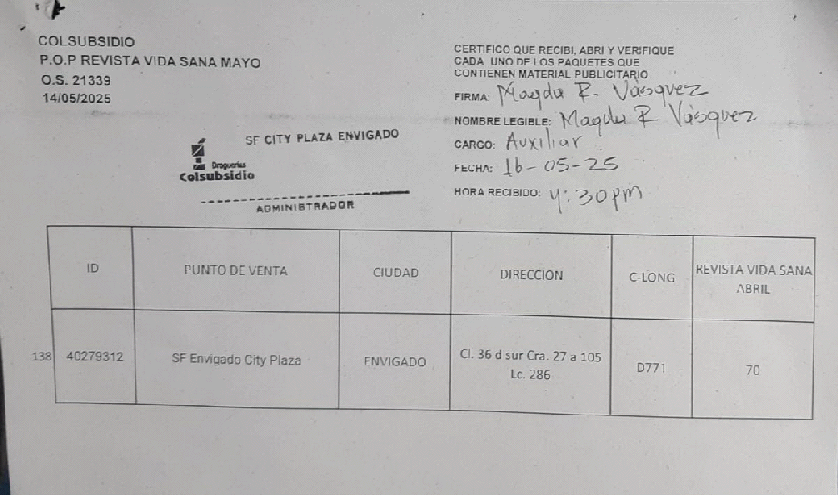 COLSUBSIDIO
P.O.P REVISTA VIDA SANA MAYO
O.S. 21339
14/05/2025
CERTIFICO QUE RECIBI, ABRI Y VERIFIQUE
CADA UNO DE LOS PAQUETES QUE
CONTIENEN MATERIAL PUBLICITARIO
FIRMA: Magda R. Vásquez
NOMBRE LEGIBLE: Magda R Vásquez
CARGO: Auxiliar
FECHA: 16-05-25
HORA RECIBIDO: 4:30pm
SF CITY PLAZA ENVIGADO
Droguerías
Colsubsidio
ADMINISTRADOR
ID PUNTO DE VENTA CIUDAD DIRECCION C-LONG REVISTA VIDA SANA
ABRIL
138 40279312 SF Envigado City Plaza ENVIGADO Cl. 36 d sur Cra. 27 a 105 D771 70
Lc. 286